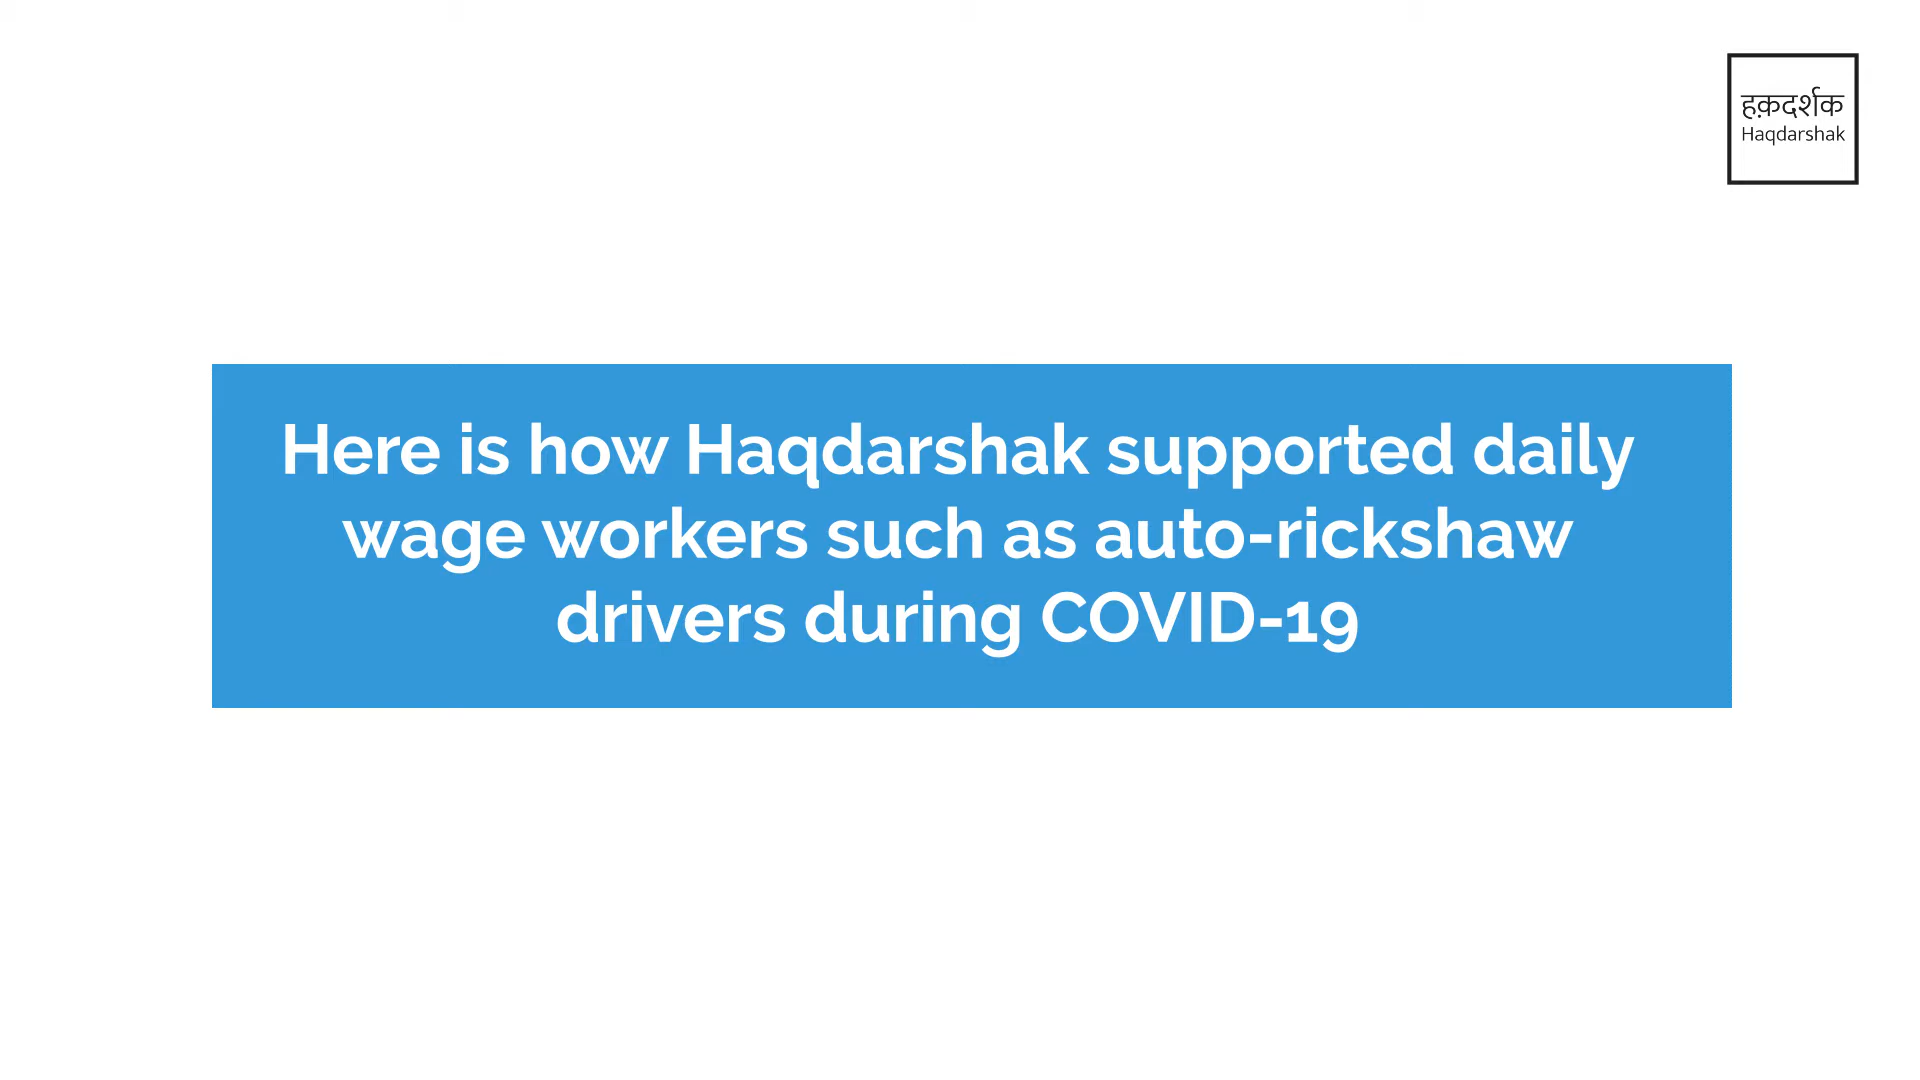 हक़दर्शक
Haqdarshak
Here is how Haqdarshak supported daily
wage workers such as auto-rickshaw
drivers during COVID-19